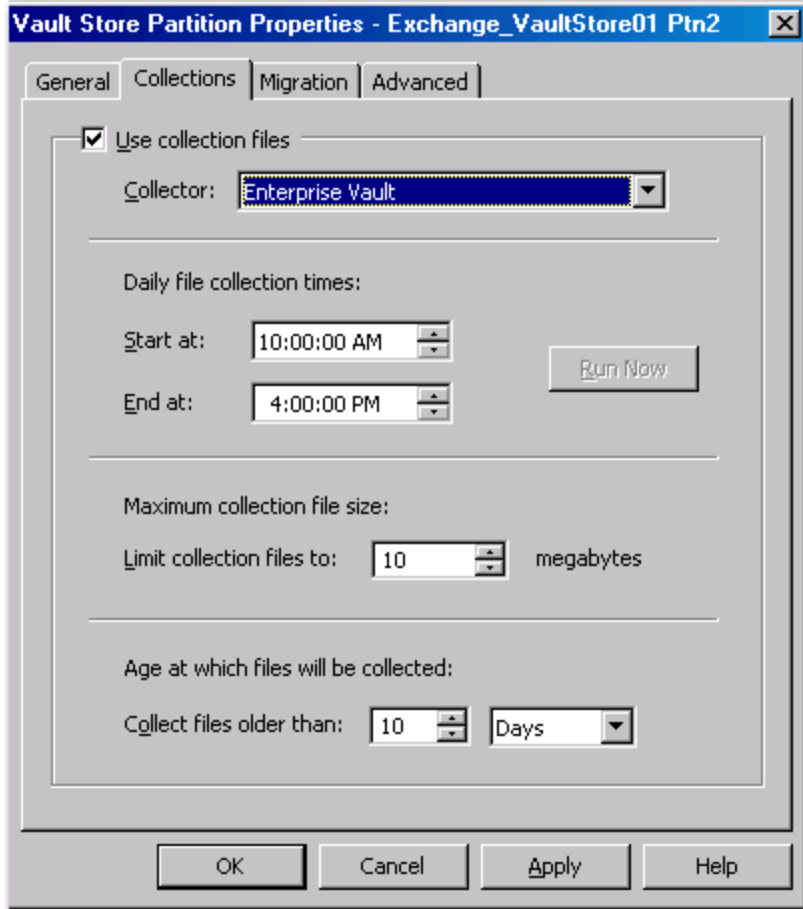 Vault Store Partition Properties - Exchange_VaultStore01 Ptn2
General Collections Migration Advanced
Use collection files
Collector: Enterprise Vault
Daily file collection times:
Start at: 10:00:00 AM
Run Now
End at: 4:00:00 PM
Maximum collection file size:
Limit collection files to: 10 megabytes
Age at which files will be collected:
Collect files older than: 10 Days
OK Cancel Apply Help